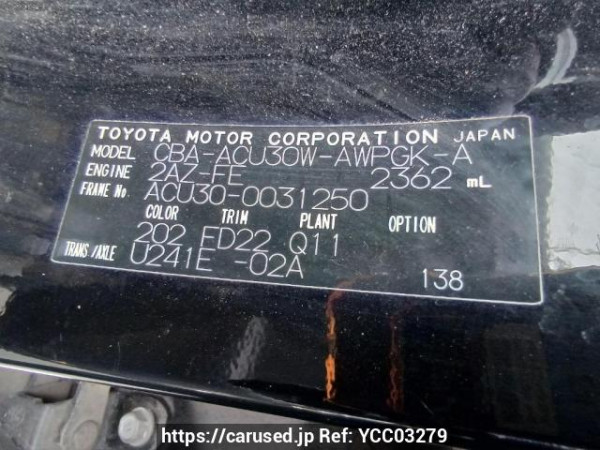 TOYOTA MOTOR CORPORATION JAPAN
MODEL CBA-ACU30W-AWPGK-A
ENGINE 2AZ-FE 2362 mL
FRAME No. ACU30-0031250
COLOR TRIM PLANT OPTION
202 FD22 Q11
TRANS/AXLE U241E -02A
138
https://carused.jp Ref: YCC03279